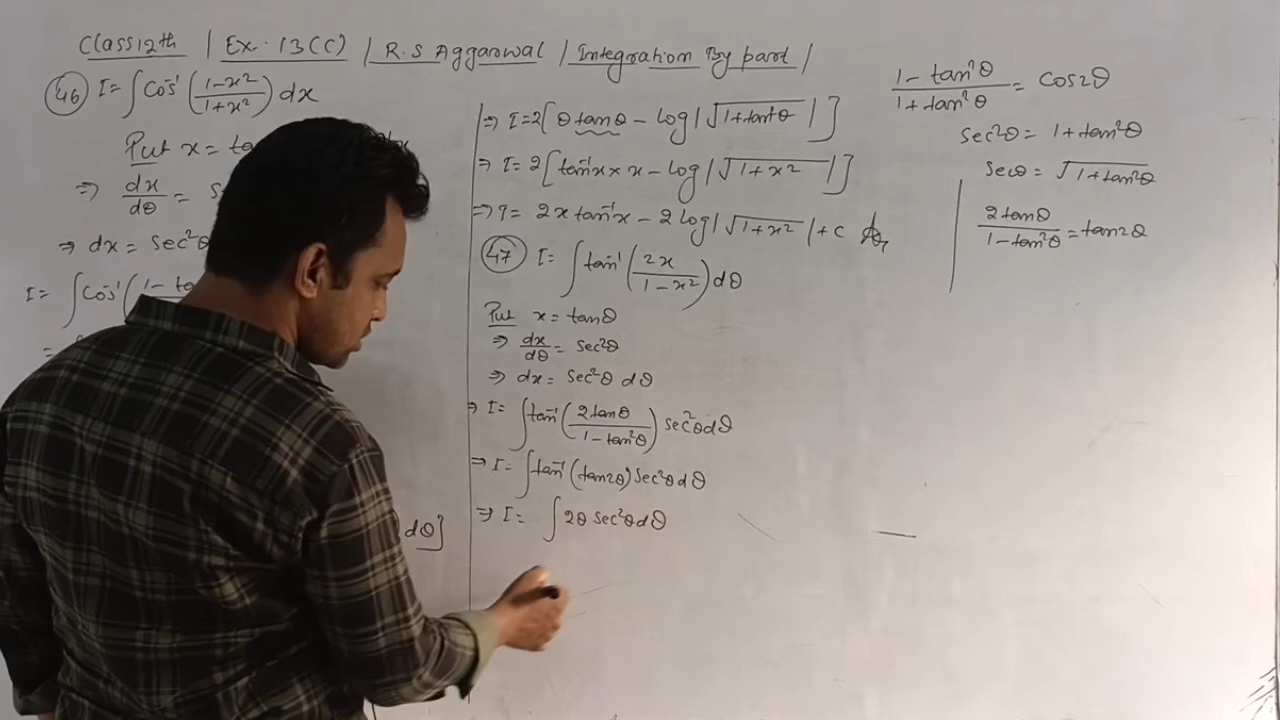 Class 12th | Ex. 13(C) | R.S Aggarwal | Integration By part |
46 I = ∫ Cos⁻¹ (1-x²/1+x²) dx
Put x =
⇒ dx/dθ =
⇒ dx = sec²θ
I = ∫ Cos⁻¹ (
=
dθ]
⇒ I = 2[θ tanθ - log|√1+tan²θ|]
⇒ I = 2[tan⁻¹x × x - log|√1+x²|]
⇒ I = 2x tan⁻¹x - 2 log|√1+x²| + c
47 I = ∫ tan⁻¹ (2x/1-x²) dθ
Put x = tanθ
⇒ dx/dθ = sec²θ
⇒ dx = sec²θ dθ
⇒ I = ∫ tan⁻¹ (2tanθ/1-tan²θ) sec²θ dθ
⇒ I = ∫ tan⁻¹ (tan2θ) sec²θ dθ
⇒ I = ∫ 2θ sec²θ dθ
1-tan²θ/1+tan²θ = cos2θ
sec²θ = 1+tan²θ
secθ = √1+tan²θ
2tanθ/1-tan²θ = tan2θ